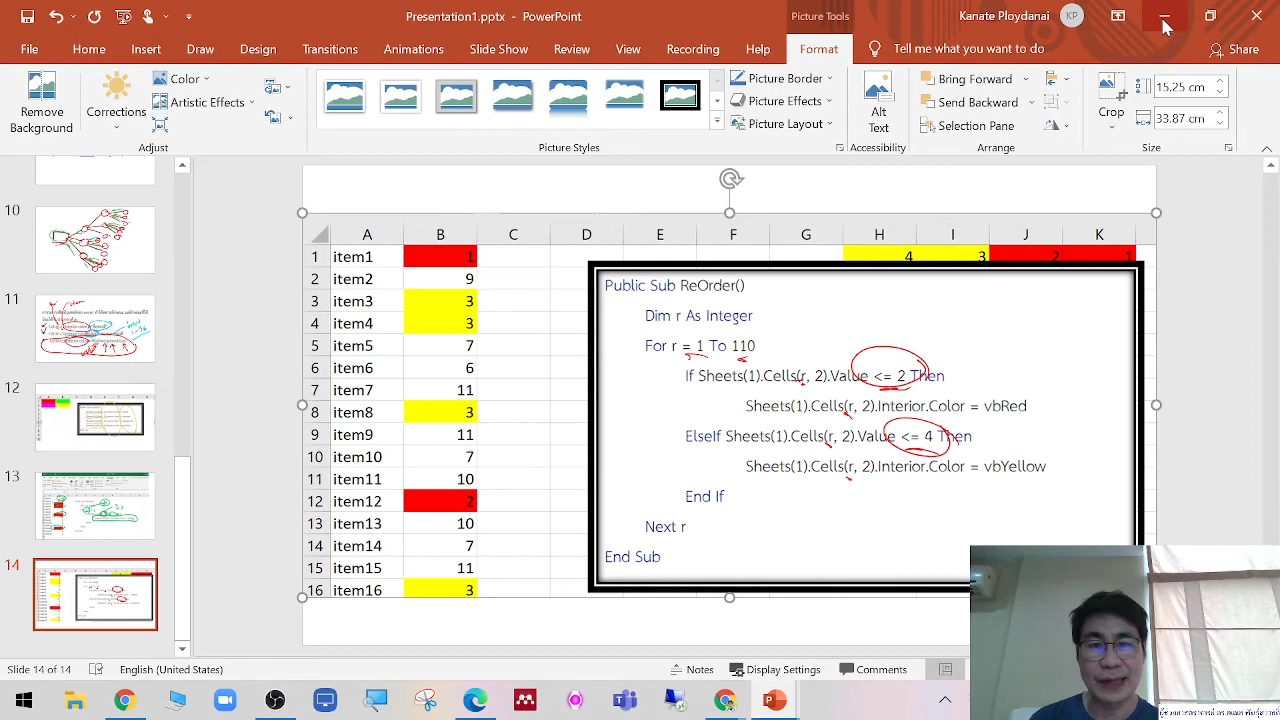 Presentation1.pptx - PowerPoint
Picture Tools
Kanate Ploydanai
KP
File
Home
Insert
Draw
Design
Transitions
Animations
Slide Show
Review
View
Recording
Help
Format
Tell me what you want to do
Share
Remove Background
Corrections
Color
Artistic Effects
Picture Border
Picture Effects
Picture Layout
Alt Text
Bring Forward
Send Backward
Selection Pane
Crop
15.25 cm
33.87 cm
Adjust
Picture Styles
Accessibility
Arrange
Size
10
11
12
13
14
A B C D E F G H I J K
1 item1 1 4 3 2 1
2 item2 9
3 item3 3
4 item4 3
5 item5 7
6 item6 6
7 item7 11
8 item8 3
9 item9 11
10 item10 7
11 item11 10
12 item12 2
13 item13 10
14 item14 7
15 item15 11
16 item16 3
Public Sub ReOrder()
Dim r As Integer
For r = 1 To 110
If Sheets(1).Cells(r, 2).Value <= 2 Then
Sheets(1).Cells(r, 2).Interior.Color = vbRed
ElseIf Sheets(1).Cells(r, 2).Value <= 4 Then
Sheets(1).Cells(r, 2).Interior.Color = vbYellow
End If
Next r
End Sub
Slide 14 of 14
English (United States)
Notes
Display Settings
Comments